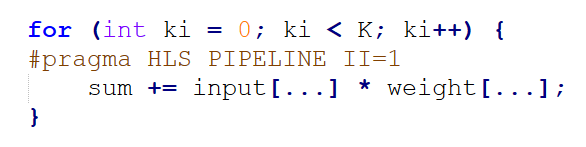 for (int ki = 0; ki < K; ki++) {
#pragma HLS PIPELINE II=1
    sum += input[...] * weight[...];
}